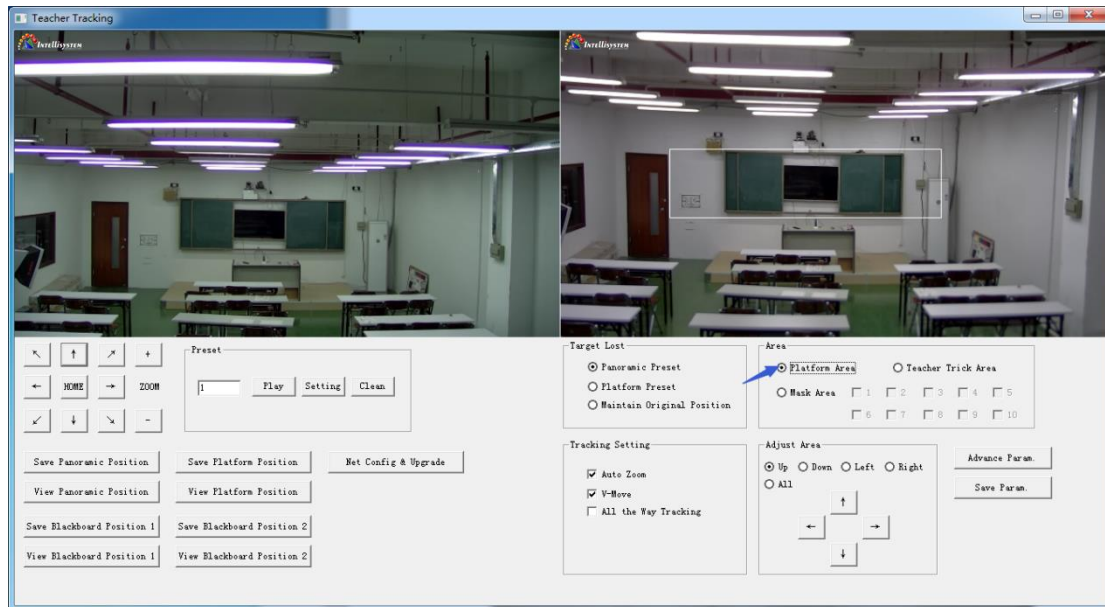 Teacher Tracking
Intellisystem
Intellisystem
+
HOME
ZOOM
-
Preset
1
Play
Setting
Clean
Save Panoramic Position
Save Platform Position
Net Config & Upgrade
View Panoramic Position
View Platform Position
Save Blackboard Position 1
Save Blackboard Position 2
View Blackboard Position 1
View Blackboard Position 2
Target Lost
Panoramic Preset
Platform Preset
Maintain Original Position
Area
Platform Area
Teacher Trick Area
Mask Area
1 2 3 4 5
6 7 8 9 10
Tracking Setting
Auto Zoom
V-Move
All the Way Tracking
Adjust Area
Up Down Left Right
All
Advance Param.
Save Param.